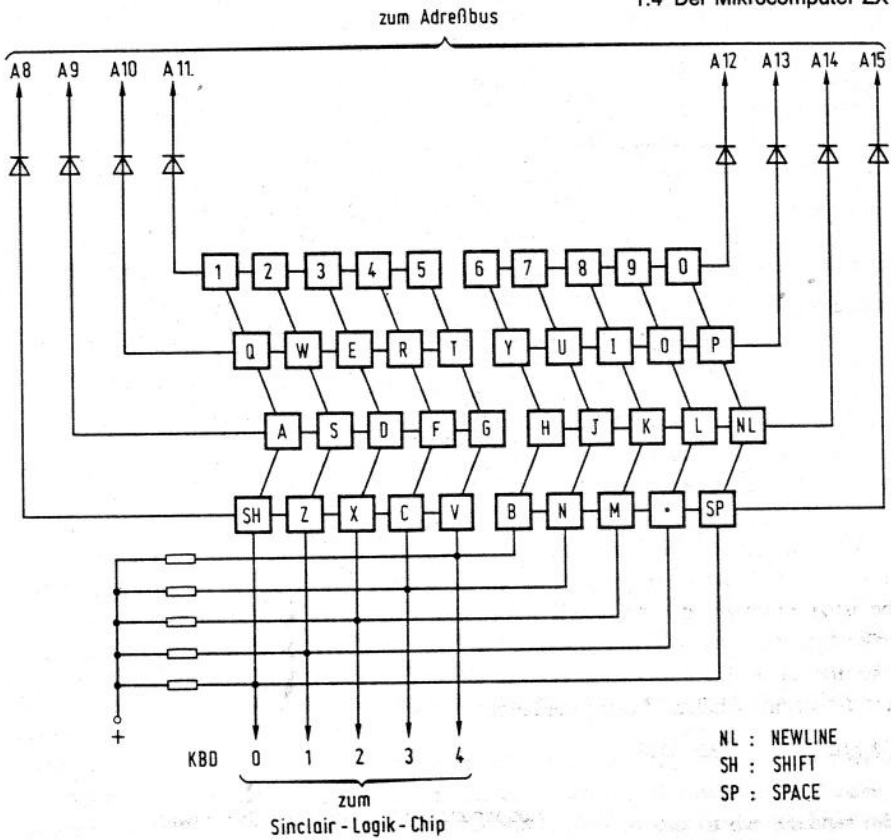 1.4 Der Mikrocomputer ZX
zum Adreßbus
A8 A9 A10 A11 A12 A13 A14 A15
1 2 3 4 5 6 7 8 9 0
Q W E R T Y U I O P
A S D F G H J K L NL
SH Z X C V B N M • SP
+
KBD 0 1 2 3 4
zum
Sinclair-Logik-Chip
NL : NEWLINE
SH : SHIFT
SP : SPACE